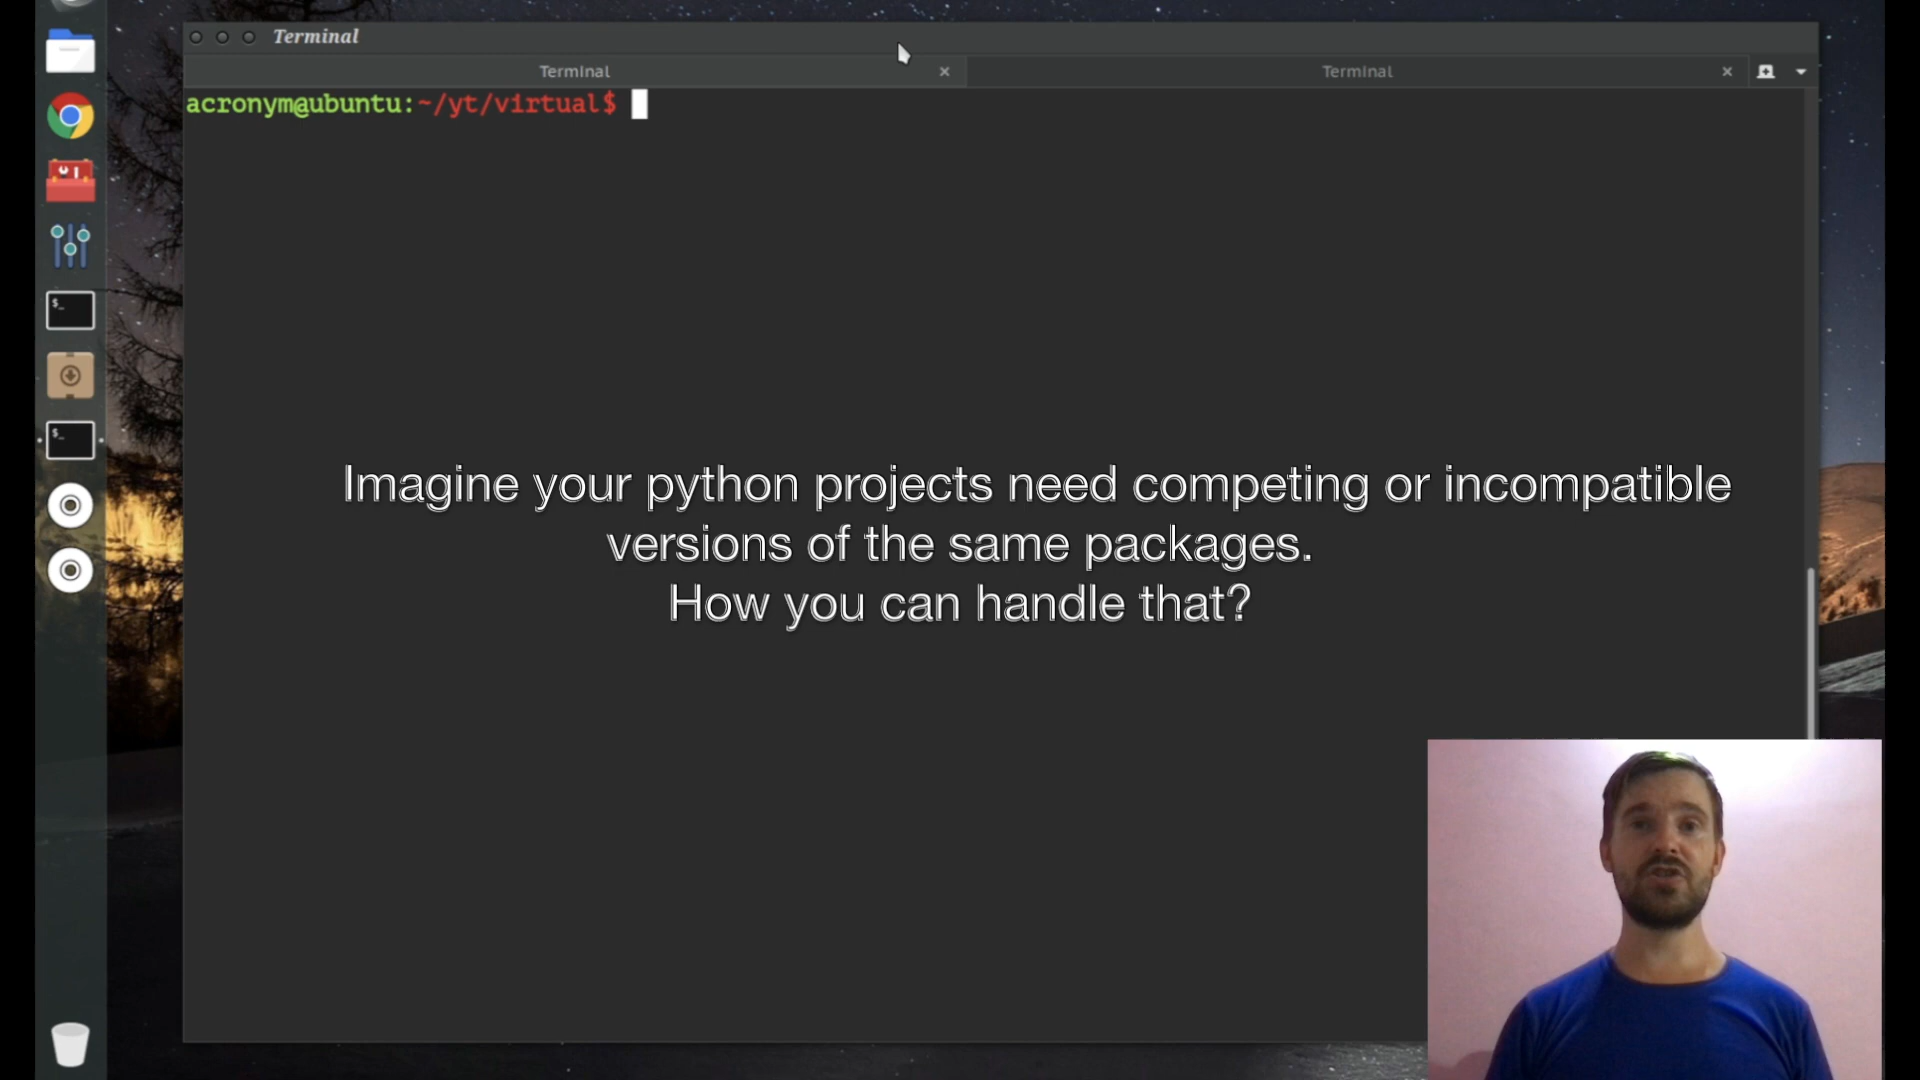 Terminal
Terminal
Terminal
acronym@ubuntu:~/yt/virtual$
$_
$_
Imagine your python projects need competing or incompatible
versions of the same packages.
How you can handle that?